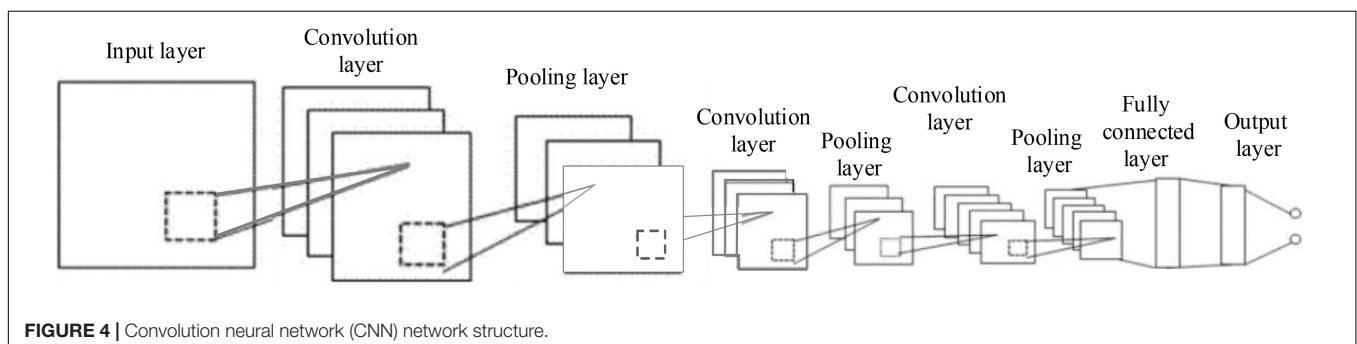 Input layer
Convolution
layer
Pooling layer
Convolution
layer
Pooling
layer
Convolution
layer
Pooling
layer
Fully
connected
layer
Output
layer
FIGURE 4 | Convolution neural network (CNN) network structure.